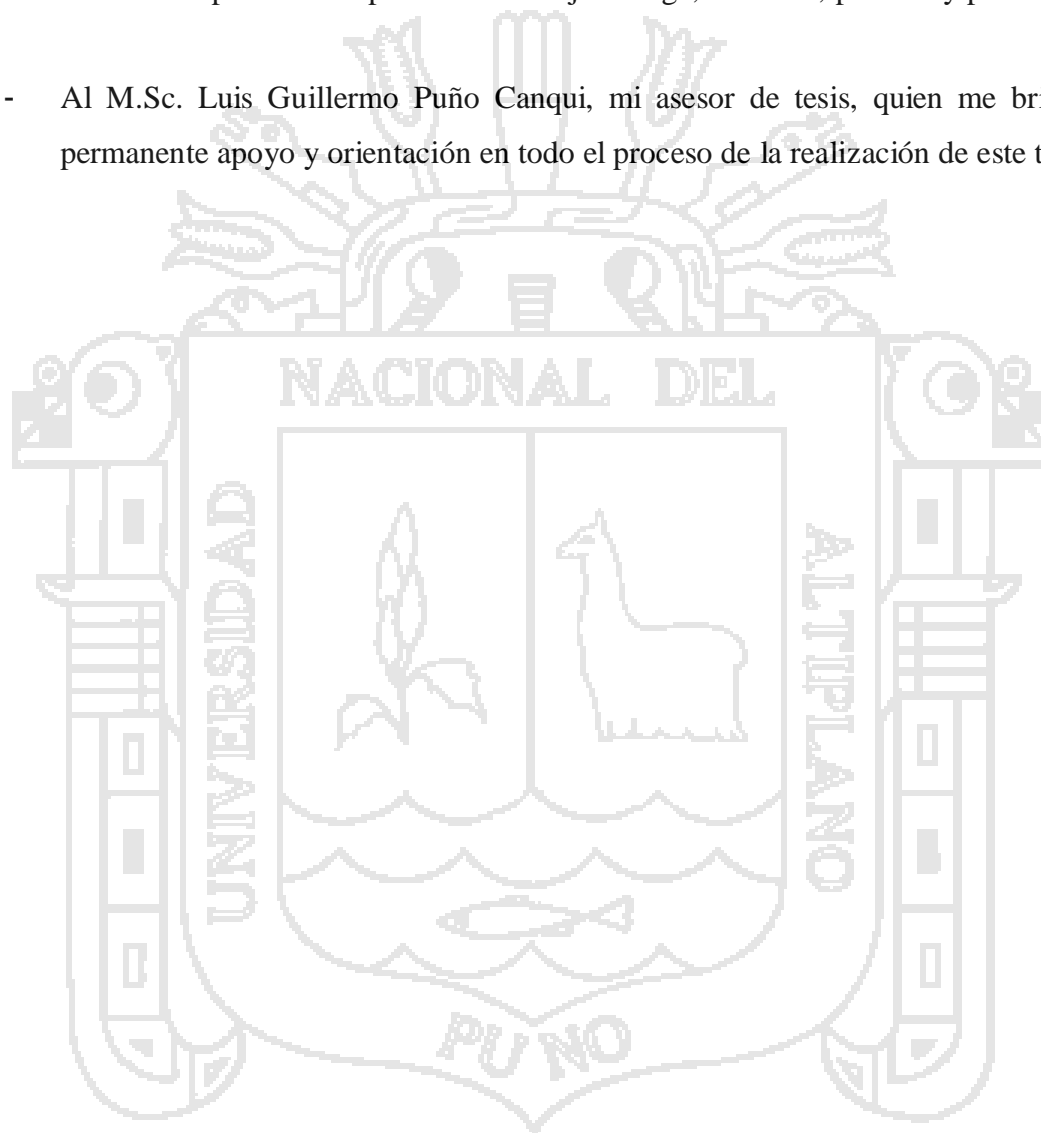 - Al M.Sc. Luis Guillermo Puño Canqui, mi asesor de tesis, quien me
permanente apoyo y orientación en todo el proceso de la realización de este
NACIONAL DEL
UNIVERSIDAD
ALTIPLANO
PUNO